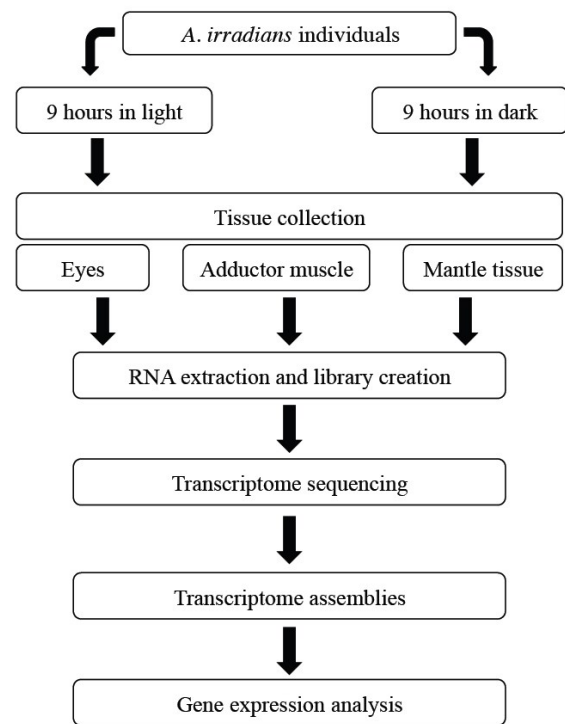 A. irradians individuals
9 hours in light
9 hours in dark
Tissue collection
Eyes
Adductor muscle
Mantle tissue
RNA extraction and library creation
Transcriptome sequencing
Transcriptome assemblies
Gene expression analysis